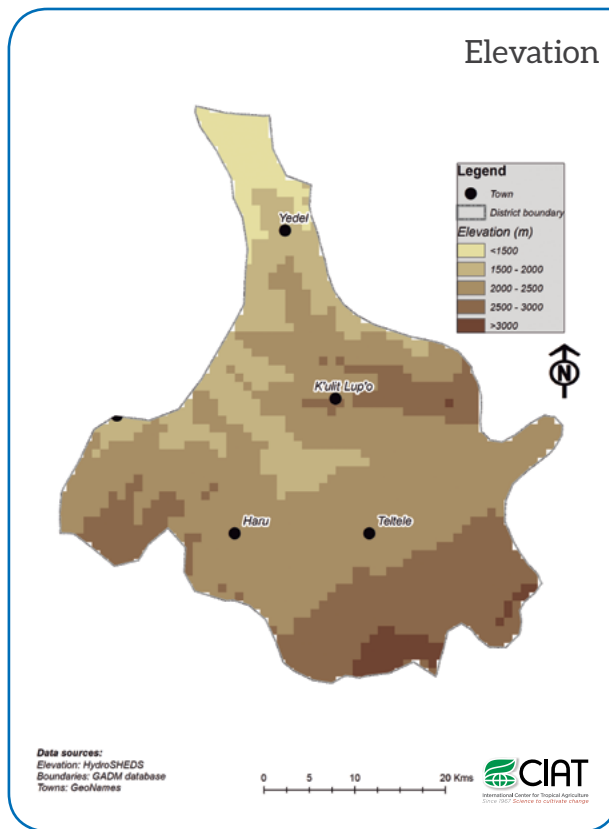 Elevation
Legend
Town
District boundary
Elevation (m)
<1500
1500 - 2000
2000 - 2500
2500 - 3000
>3000
N
Yedel
K'ulit Lup'o
Haru
Teltele
Data sources:
Elevation: HydroSHEDS
Boundaries: GADM database
Towns: GeoNames
0 5 10 20 Kms
CIAT
International Center for Tropical Agriculture
Since 1967 Science to cultivate change